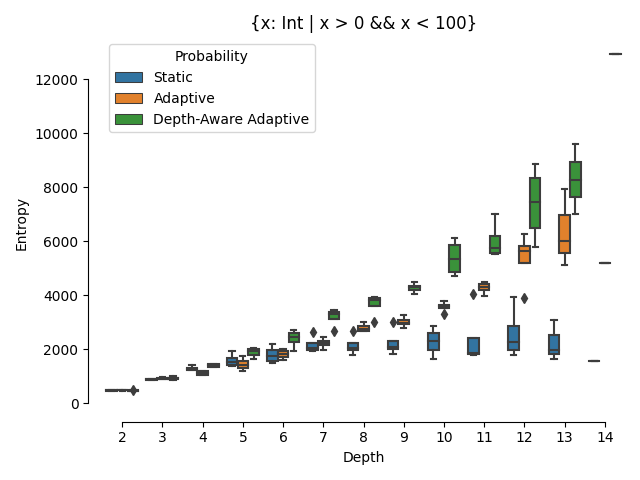 {x: Int | x > 0 && x < 100}
Probability
Static
Adaptive
Depth-Aware Adaptive
12000
10000
8000
6000
4000
2000
0
Entropy
2 3 4 5 6 7 8 9 10 11 12 13 14
Depth